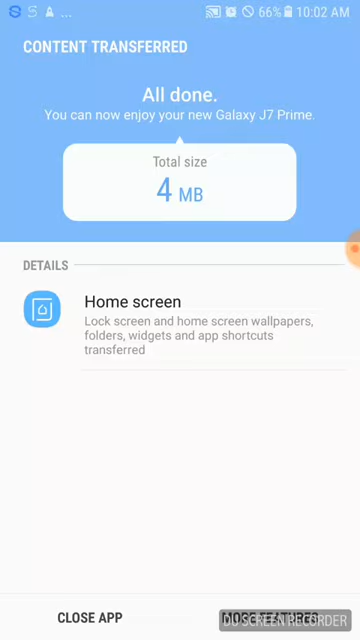 ... 66% 10:02 AM
CONTENT TRANSFERRED
All done.
You can now enjoy your new Galaxy J7 Prime.
Total size
4 MB
DETAILS
Home screen
Lock screen and home screen wallpapers,
folders, widgets and app shortcuts
transferred
CLOSE APP
MORE FEATURES
DU SCREEN RECORDER